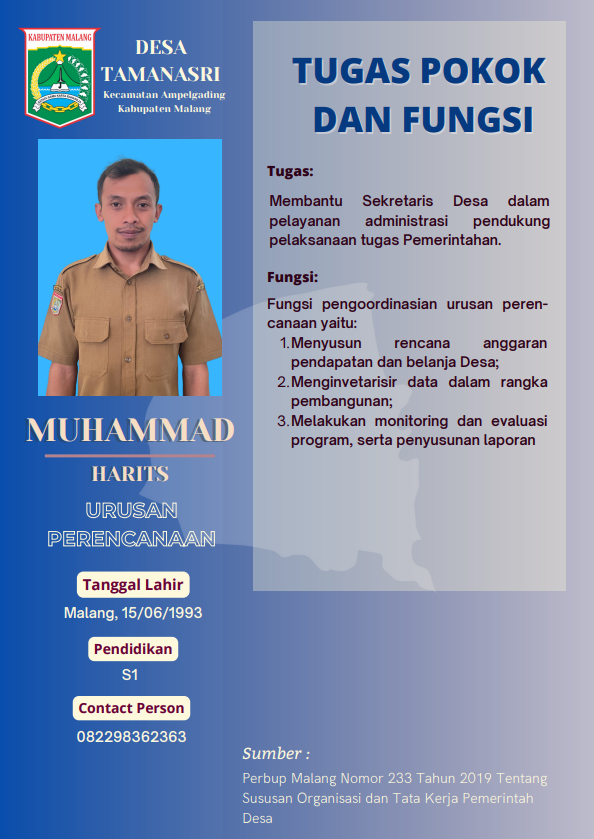 KABUPATEN MALANG
DESA
TAMANASRI
Kecamatan Ampelgading
Kabupaten Malang
MUHAMMAD
HARITS
URUSAN
PERENCANAAN
Tanggal Lahir
Malang, 15/06/1993
Pendidikan
S1
Contact Person
082298362363
TUGAS POKOK
DAN FUNGSI
Tugas:
Membantu Sekretaris Desa dalam
pelayanan administrasi pendukung
pelaksanaan tugas Pemerintahan.
Fungsi:
Fungsi pengoordinasian urusan peren-
canaan yaitu:
1. Menyusun rencana anggaran
pendapatan dan belanja Desa;
2. Menginvetarisir data dalam rangka
pembangunan;
3. Melakukan monitoring dan evaluasi
program, serta penyusunan laporan
Sumber :
Perbup Malang Nomor 233 Tahun 2019 Tentang
Sususan Organisasi dan Tata Kerja Pemerintah
Desa